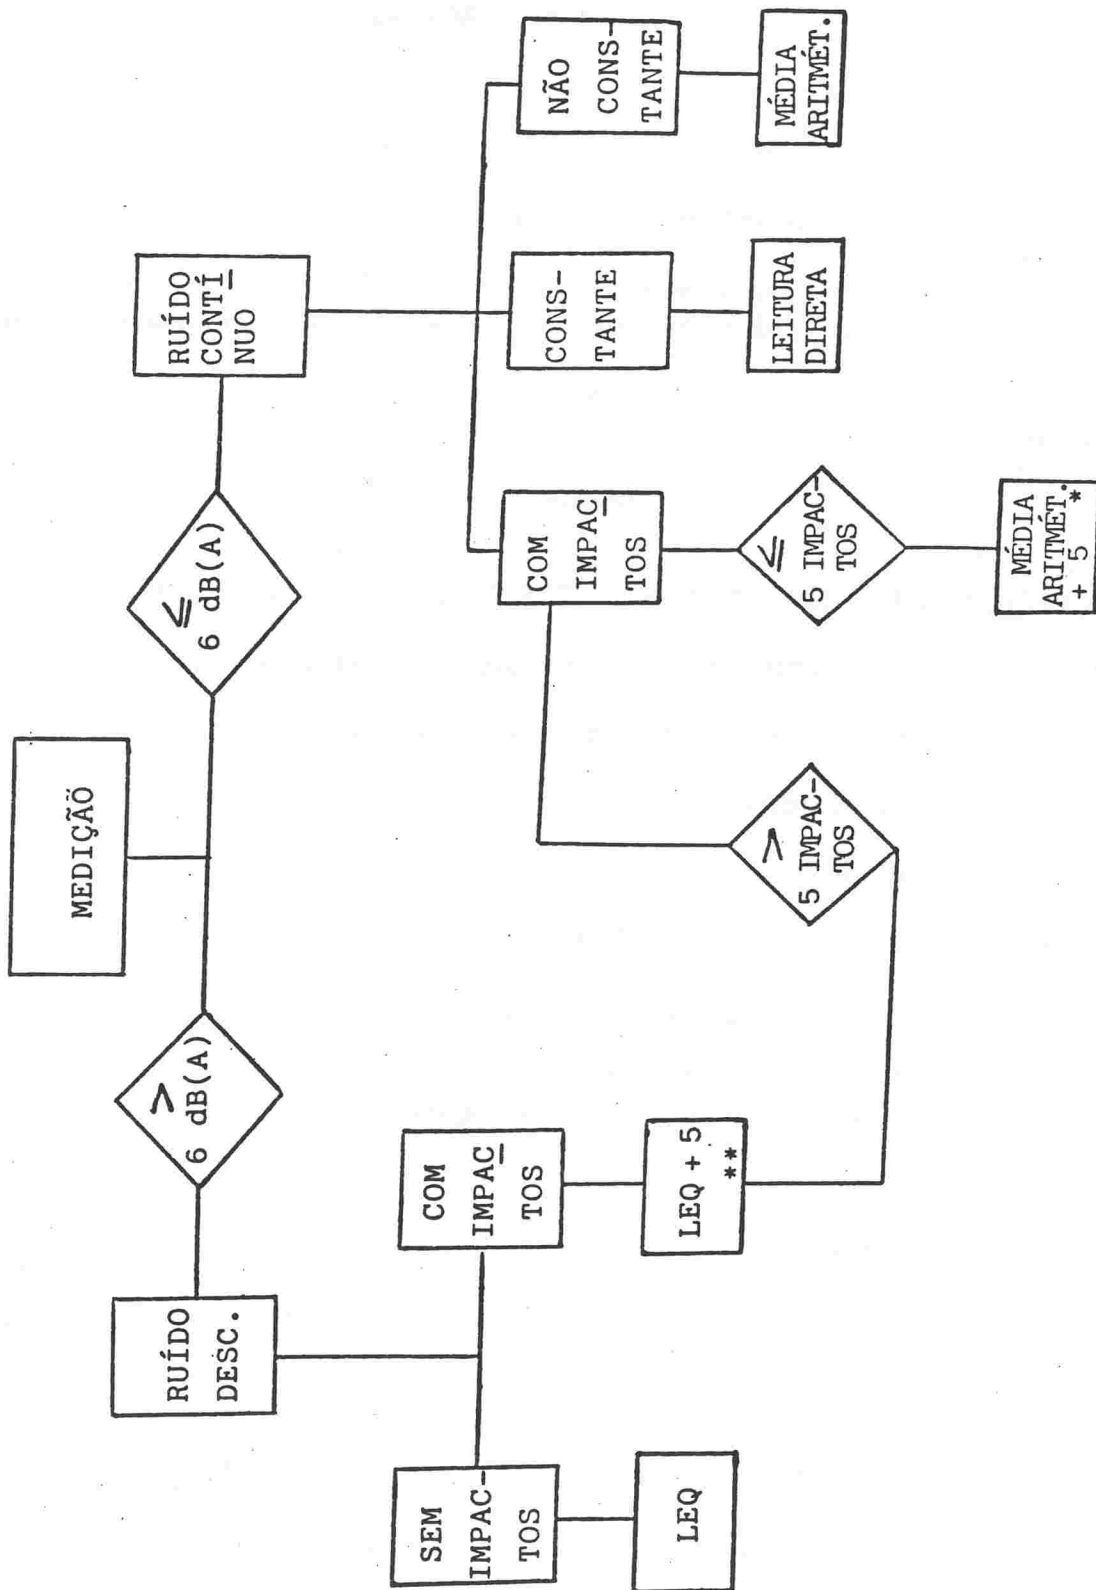 MEDIÇÃO
>
6 dB(A)
≤
6 dB(A)
RUÍDO
DESC.
RUÍDO
CONTÍ
NUO
SEM
IMPAC-
TOS
COM
IMPAC
TOS
COM
IMPAC
TOS
CONS-
TANTE
NÃO
CONS-
TANTE
LEQ
LEQ + 5
**
>
5 IMPAC-
TOS
≤
5 IMPAC-
TOS
LEITURA
DIRETA
MÉDIA
ARITMÉT.
MÉDIA
ARITMÉT.
+ 5 *